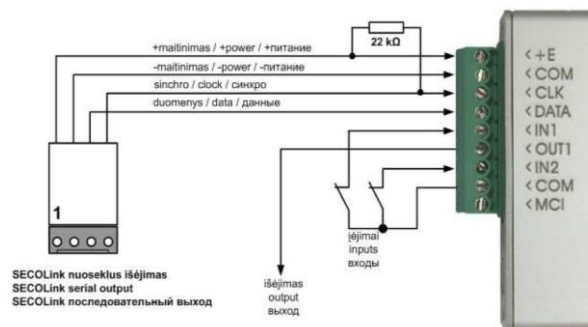 +maitinimas / +power / +питание
22 kΩ
-maitinimas / -power / -питание
sinchro / clock / синхро
duomenys / data / данные
< +E
< COM
< CLK
< DATA
< IN1
< OUT1
< IN2
< COM
< MCI
1
įėjimai
inputs
входы
išėjimas
output
выход
SECOLink nuoseklus išėjimas
SECOLink serial output
SECOLink последовательный выход